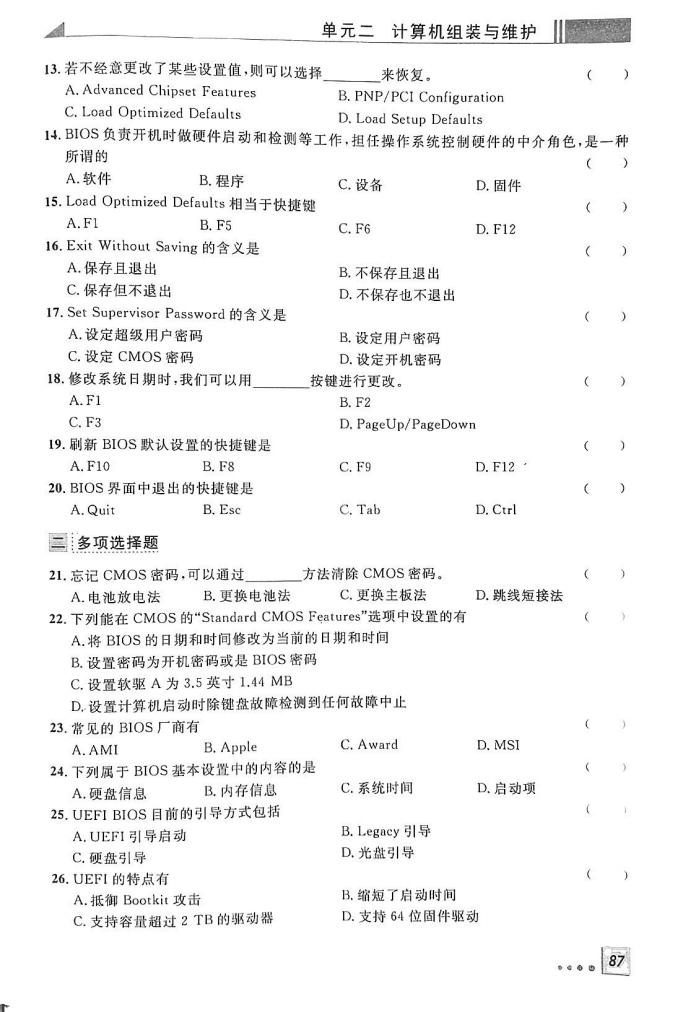 单元二 计算机组装与维护
13. 若不经意更改了某些设置值,则可以选择________来恢复。 ( )
A. Advanced Chipset Features B. PNP/PCI Configuration
C. Load Optimized Defaults D. Load Setup Defaults
14. BIOS 负责开机时做硬件启动和检测等工作,担任操作系统控制硬件的中介角色,是一种
所谓的 ( )
A. 软件 B. 程序 C. 设备 D. 固件
15. Load Optimized Defaults 相当于快捷键 ( )
A. F1 B. F5 C. F6 D. F12
16. Exit Without Saving 的含义是 ( )
A. 保存且退出 B. 不保存且退出
C. 保存但不退出 D. 不保存也不退出
17. Set Supervisor Password 的含义是 ( )
A. 设定超级用户密码 B. 设定用户密码
C. 设定 CMOS 密码 D. 设定开机密码
18. 修改系统日期时,我们可以用________按键进行更改。 ( )
A. F1 B. F2
C. F3 D. PageUp/PageDown
19. 刷新 BIOS 默认设置的快捷键是 ( )
A. F10 B. F8 C. F9 D. F12
20. BIOS 界面中退出的快捷键是 ( )
A. Quit B. Esc C. Tab D. Ctrl
二 多项选择题
21. 忘记 CMOS 密码,可以通过________方法清除 CMOS 密码。 ( )
A. 电池放电法 B. 更换电池法 C. 更换主板法 D. 跳线短接法
22. 下列能在 CMOS 的“Standard CMOS Features”选项中设置的有 ( )
A. 将 BIOS 的日期和时间修改为当前的日期和时间
B. 设置密码为开机密码或是 BIOS 密码
C. 设置软驱 A 为 3.5 英寸 1.44 MB
D. 设置计算机启动时除键盘故障检测到任何故障中止
23. 常见的 BIOS 厂商有 ( )
A. AMI B. Apple C. Award D. MSI
24. 下列属于 BIOS 基本设置中的内容的是 ( )
A. 硬盘信息 B. 内存信息 C. 系统时间 D. 启动项
25. UEFI BIOS 目前的引导方式包括 ( )
A. UEFI 引导启动 B. Legacy 引导
C. 硬盘引导 D. 光盘引导
26. UEFI 的特点有 ( )
A. 抵御 Bootkit 攻击 B. 缩短了启动时间
C. 支持容量超过 2 TB 的驱动器 D. 支持 64 位固件驱动
87